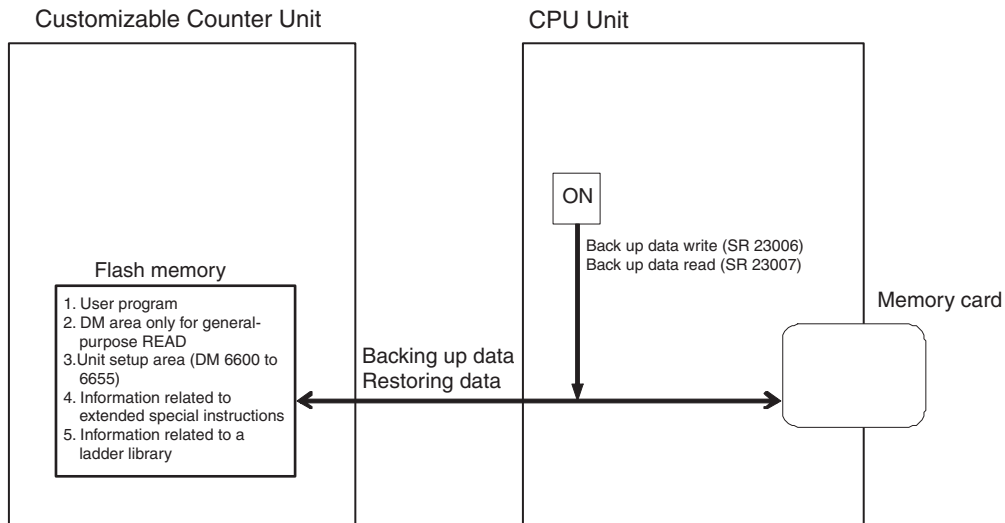 Customizable Counter Unit
CPU Unit
ON
Back up data write (SR 23006)
Back up data read (SR 23007)
Flash memory
1. User program
2. DM area only for general-
purpose READ
3.Unit setup area (DM 6600 to
6655)
4. Information related to
extended special instructions
5. Information related to a
ladder library
Backing up data
Restoring data
Memory card